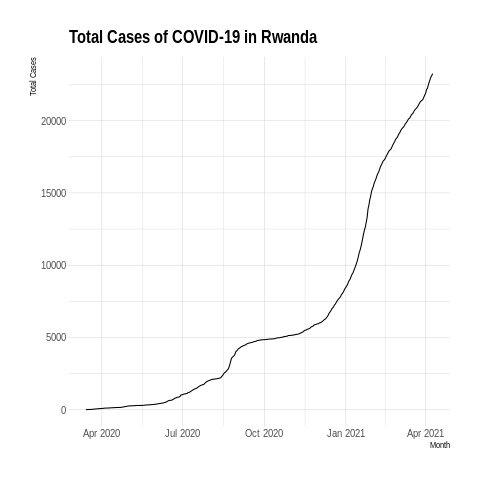 Total Cases of COVID-19 in Rwanda
Total Cases
20000
15000
10000
5000
0
Apr 2020 Jul 2020 Oct 2020 Jan 2021 Apr 2021
Month